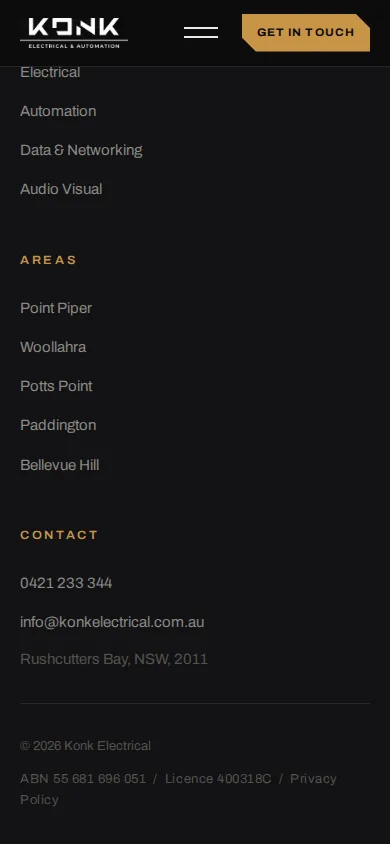 KONK
ELECTRICAL & AUTOMATION
GET IN TOUCH
Electrical
Automation
Data & Networking
Audio Visual
AREAS
Point Piper
Woollahra
Potts Point
Paddington
Bellevue Hill
CONTACT
0421 233 344
info@konkelectrical.com.au
Rushcutters Bay, NSW, 2011
© 2026 Konk Electrical
ABN 55 681 696 051 / Licence 400318C / Privacy
Policy